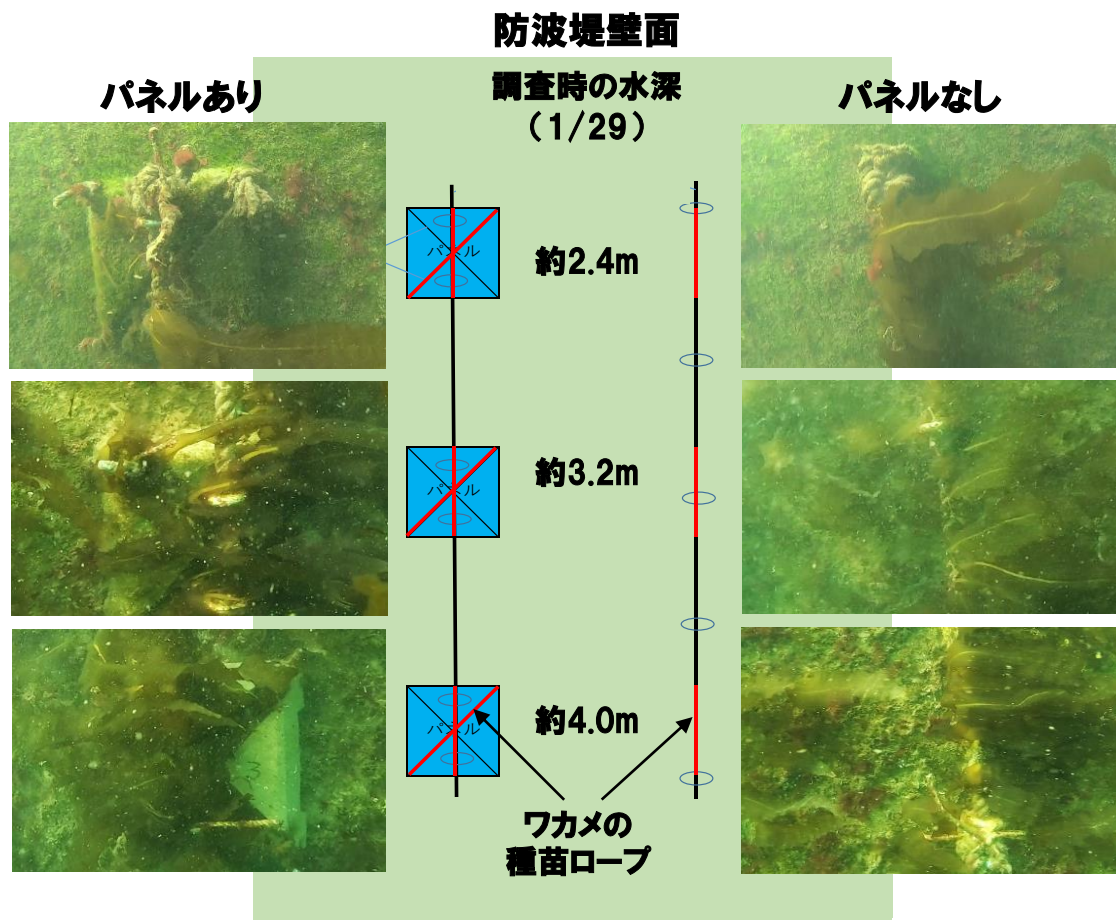 防波堤壁面
パネルあり
調査時の水深
（1/29）
パネルなし
パネル
約2.4m
パネル
約3.2m
パネル
約4.0m
3
ワカメの
種苗ロープ